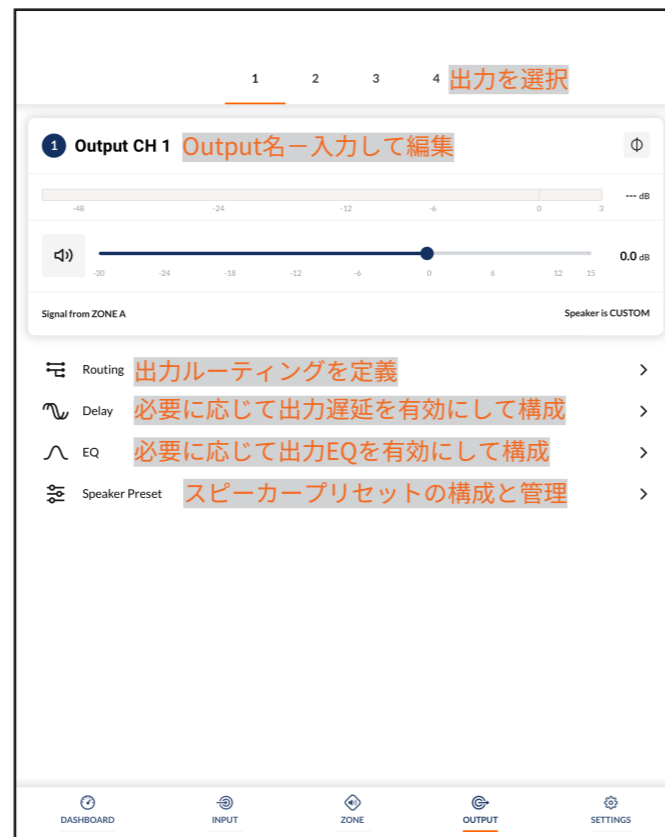 1 2 3 4 出力を選択
1 Output CH 1 Output名－入力して編集
--- dB
-48 -24 -12 -6 0 3
0.0 dB
-30 -24 -18 -12 -6 0 6 12 15
Signal from ZONE A Speaker is CUSTOM
Routing 出力ルーティングを定義
Delay 必要に応じて出力遅延を有効にして構成
EQ 必要に応じて出力EQを有効にして構成
Speaker Preset スピーカープリセットの構成と管理
DASHBOARD INPUT ZONE OUTPUT SETTINGS